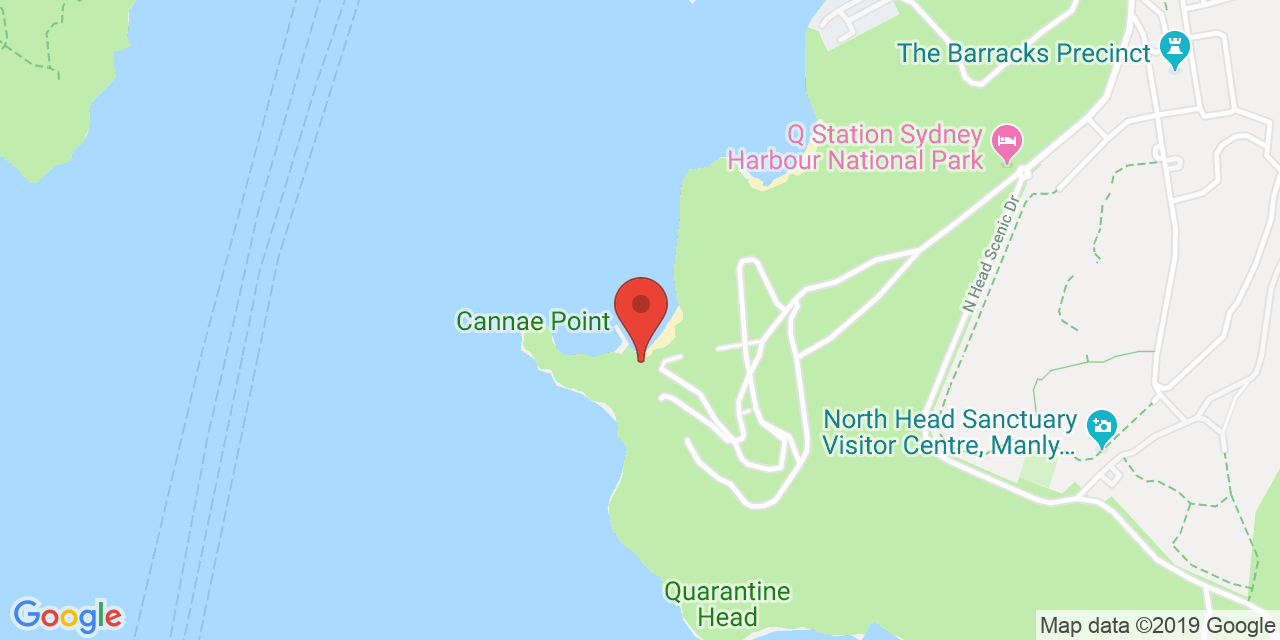 The Barracks Precinct
Q Station Sydney
Harbour National Park
N Head Scenic Dr
Cannae Point
North Head Sanctuary
Visitor Centre, Manly...
Quarantine
Head
Google
Map data ©2019 Google